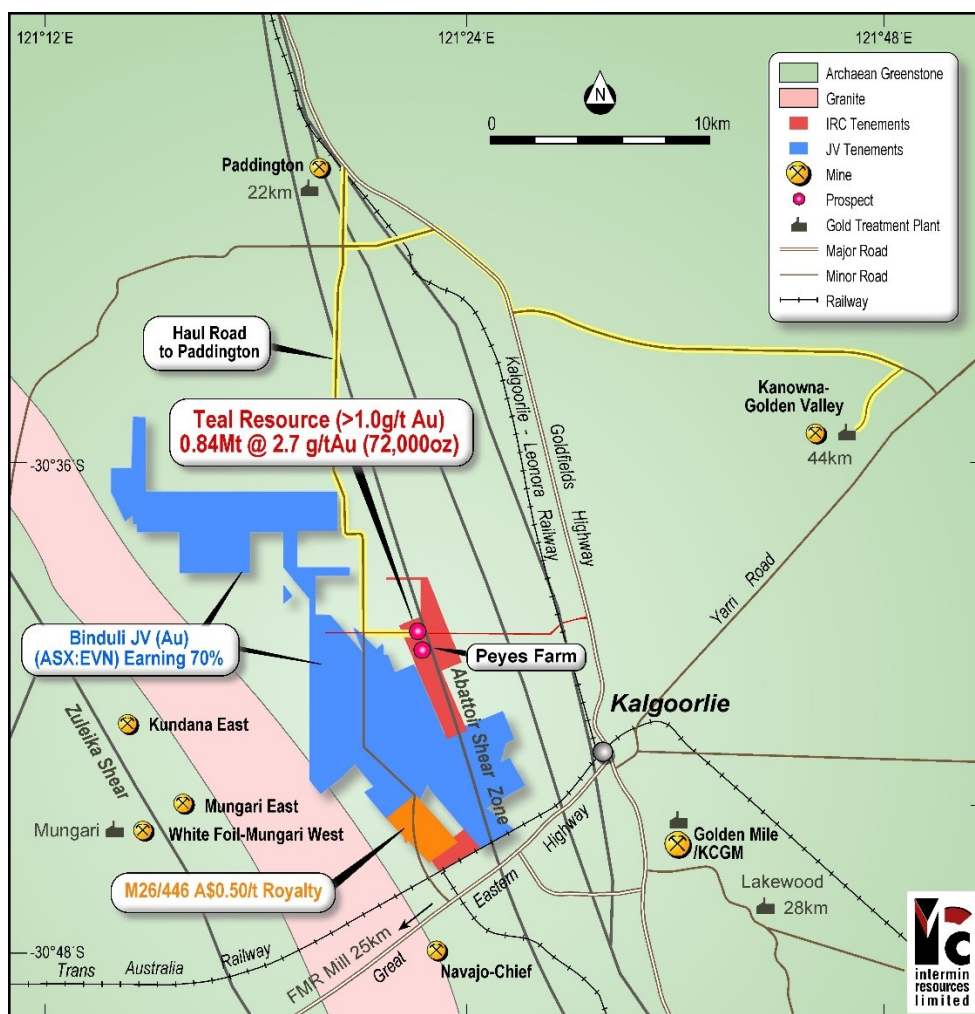 121°12´E
121°24´E
121°48´E
N
0
10km
Archaean Greenstone
Granite
IRC Tenements
JV Tenements
Mine
Prospect
Gold Treatment Plant
Major Road
Minor Road
Railway
Paddington
22km
Haul Road
to Paddington
Kanowna-
Golden Valley
44km
Teal Resource (>1.0g/t Au)
0.84Mt @ 2.7 g/tAu (72,000oz)
-30°36´S
Kalgoorlie - Leonora
Railway
Goldfields
Highway
Yarri Road
Binduli JV (Au)
(ASX:EVN) Earning 70%
Peyes Farm
Abattoir Shear Zone
Kalgoorlie
Zuleika Shear
Kundana East
Mungari East
Mungari
White Foil-Mungari West
Golden Mile
/KCGM
M26/446 A$0.50/t Royalty
Lakewood
28km
Great Eastern Highway
FMR Mill 25km
-30°48´S
Trans Australia Railway
Navajo-Chief
intermin
resources
limited